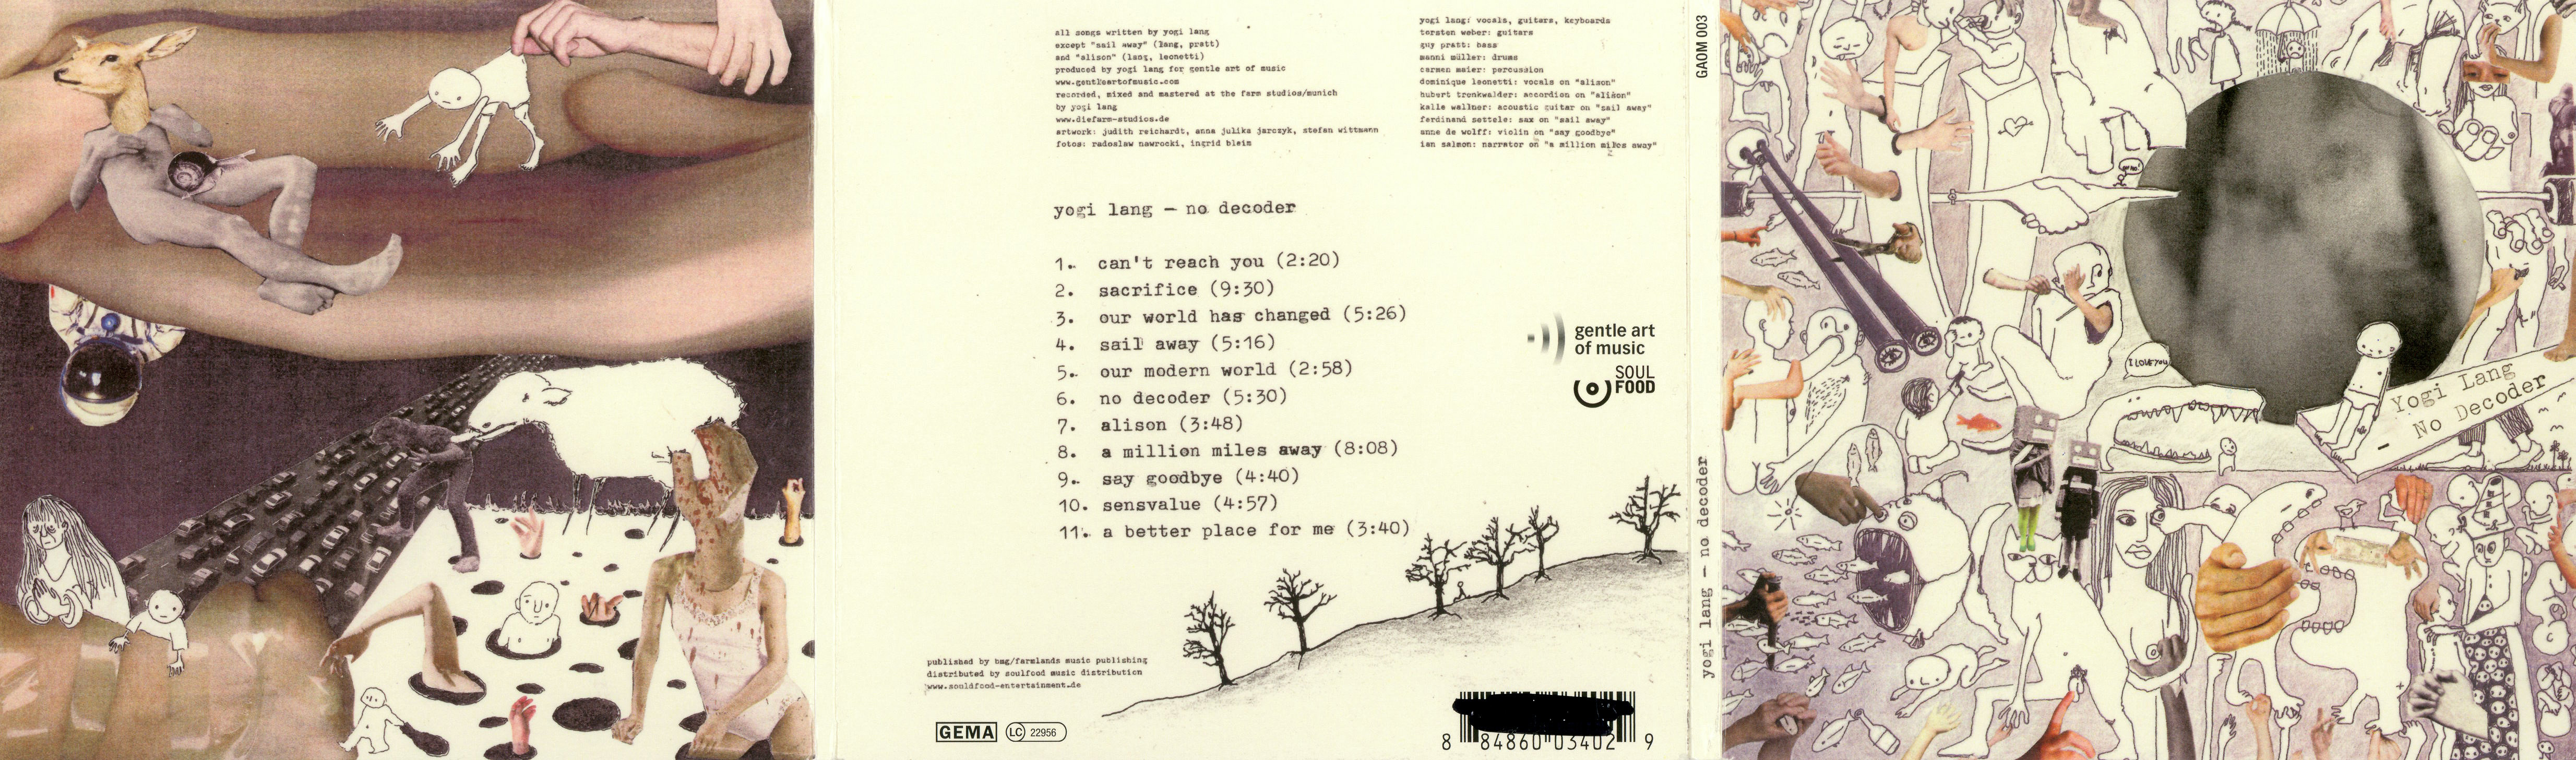 all songs written by yogi lang
except "sail away" (lang, pratt)
and "alison" (lang, leonetti)
produced by yogi lang for gentle art of music
www.gentleartofmusic.com
recorded, mixed and mastered at the farm studios/munich
by yogi lang
www.diefarm-studios.de
artwork: judith reichardt, anna julika jarczyk, stefan wittmann
fotos: radoslaw nawrocki, ingrid bleim
yogi lang: vocals, guitars, keyboards
torsten weber: guitars
guy pratt: bass
manni müller: drums
carmen maier: percussion
dominique leonetti: vocals on "alison"
hubert trenkwalder: accordion on "alison"
kalle wallner: acoustic guitar on "sail away"
ferdinand settele: sax on "sail away"
anne de wolff: violin on "say goodbye"
ian salmon: narrator on "a million miles away"
yogi lang – no decoder
1. can't reach you (2:20)
2. sacrifice (9:30)
3. our world has changed (5:26)
4. sail away (5:16)
5. our modern world (2:58)
6. no decoder (5:30)
7. alison (3:48)
8. a million miles away (8:08)
9. say goodbye (4:40)
10. sensvalue (4:57)
11. a better place for me (3:40)
gentle art
of music
SOUL
FOOD
published by bmg/farmlands music publishing
distributed by soulfood music distribution
www.souldfood-entertainment.de
GEMA
LC 22956
8 84860 03402 9
GAOM 003
yogi lang – no decoder
I LOVE YOU
Yogi Lang
- No Decoder